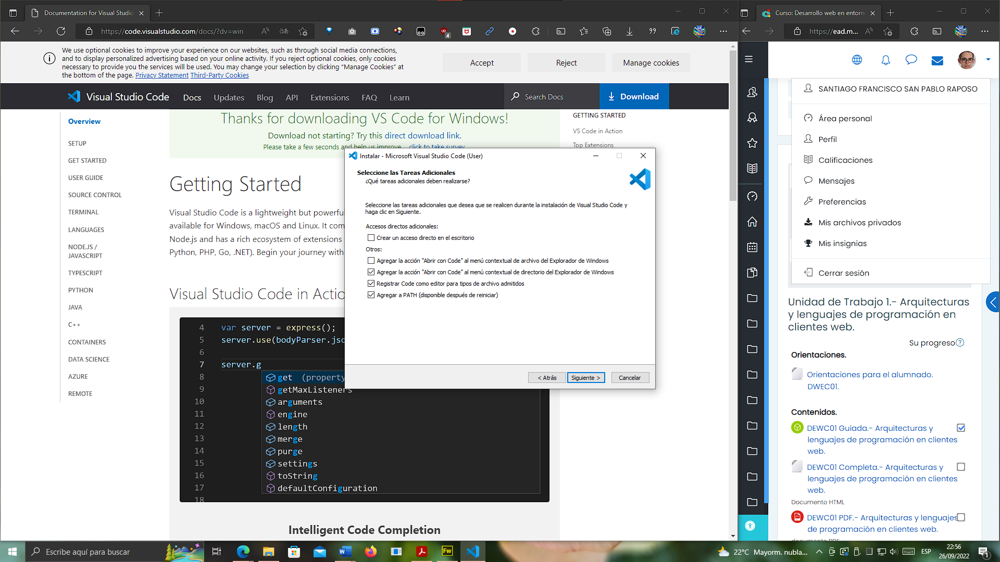 Documentation for Visual Studio
https://code.visualstudio.com/docs/?dv=win
We use optional cookies to improve your experience on our websites, such as through social media connections,
and to display personalized advertising based on your online activity. If you reject optional cookies, only cookies
necessary to provide you the services will be used. You may change your selection by clicking “Manage Cookies” at
the bottom of the page. Privacy Statement Third-Party Cookies
Accept
Reject
Manage cookies
Visual Studio Code
Docs
Updates
Blog
API
Extensions
FAQ
Learn
Search Docs
Download
Overview
SETUP
GET STARTED
USER GUIDE
SOURCE CONTROL
TERMINAL
LANGUAGES
NODE.JS /
JAVASCRIPT
TYPESCRIPT
PYTHON
JAVA
C++
CONTAINERS
DATA SCIENCE
AZURE
REMOTE
Thanks for downloading VS Code for Windows!
Download not starting? Try this direct download link.
Please take a few seconds and help us improve ... click to take survey.
GETTING STARTED
VS Code in Action
Top Extensions
Getting Started
Visual Studio Code is a lightweight but powerfu
available for Windows, macOS and Linux. It com
Node.js and has a rich ecosystem of extensions
Python, PHP, Go, .NET). Begin your journey with
Visual Studio Code in Actio
4 var server = express();
5 server.use(bodyParser.jso
6
7 server.g
8 get (property
9 getMaxListeners
10 arguments
11 engine
12 length
13 merge
14 purge
15 settings
16 toString
17 defaultConfiguration
18
Intelligent Code Completion
Instalar - Microsoft Visual Studio Code (User)
Seleccione las Tareas Adicionales
¿Qué tareas adicionales deben realizarse?
Seleccione las tareas adicionales que desea que se realicen durante la instalación de Visual Studio Code y
haga clic en Siguiente.
Accesos directos adicionales:
Crear un acceso directo en el escritorio
Otros:
Agregar la acción "Abrir con Code" al menú contextual de archivo del Explorador de Windows
Agregar la acción "Abrir con Code" al menú contextual de directorio del Explorador de Windows
Registrar Code como editor para tipos de archivo admitidos
Agregar a PATH (disponible después de reiniciar)
< Atrás
Siguiente >
Cancelar
Curso: Desarrollo web en entorn
https://ead.m...
SANTIAGO FRANCISCO SAN PABLO RAPOSO
Área personal
Perfil
Calificaciones
Mensajes
Preferencias
Mis archivos privados
Mis insignias
Cerrar sesión
Unidad de Trabajo 1.- Arquitecturas
y lenguajes de programación en
clientes web.
Su progreso
Orientaciones.
Orientaciones para el alumnado.
DWEC01.
Contenidos.
DEWC01 Guiada.- Arquitecturas y
lenguajes de programación en clientes
web.
DEWC01 Completa.- Arquitecturas y
lenguajes de programación en clientes
web.
Documento HTML
DEWC01 PDF.- Arquitecturas y lenguajes
de programación en clientes web.
documento PDF
Escribe aquí para buscar
22°C Mayorm. nubla...
ESP
22:56
26/09/2022
1